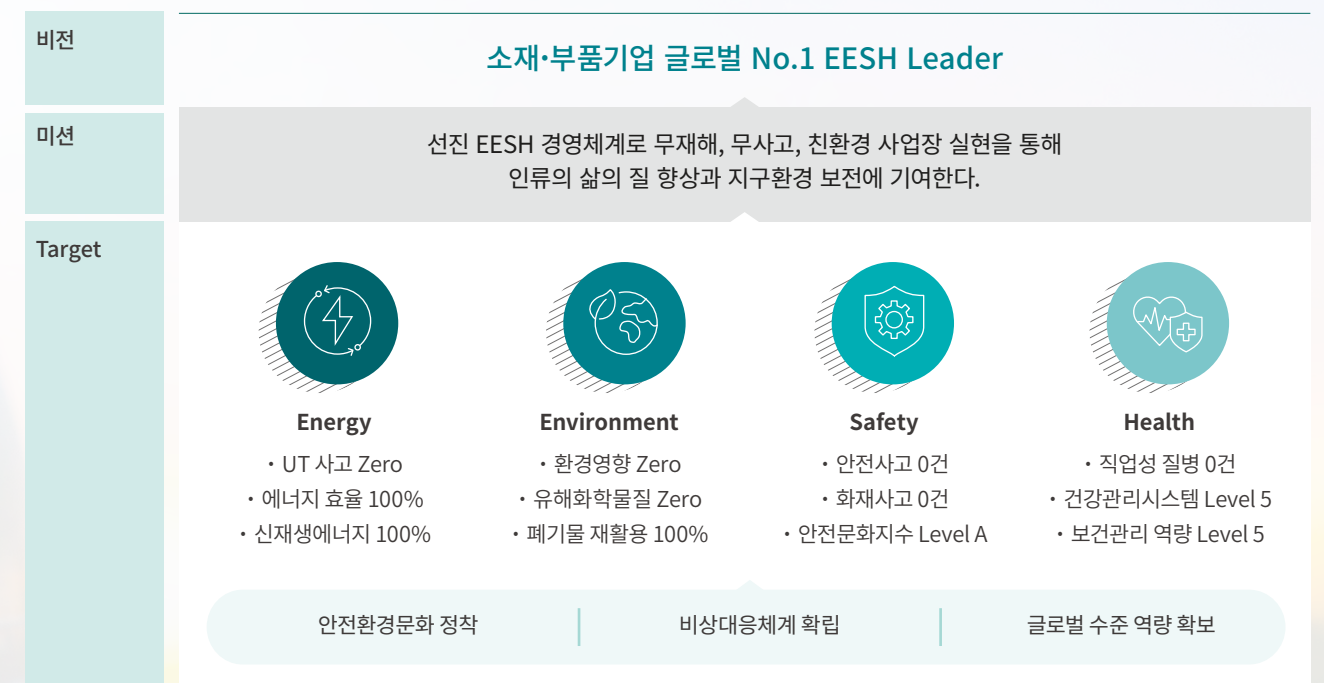 비전
소재·부품기업 글로벌 No.1 EESH Leader
미션
선진 EESH 경영체계로 무재해, 무사고, 친환경 사업장 실현을 통해
인류의 삶의 질 향상과 지구환경 보전에 기여한다.
Target
Energy
• UT 사고 Zero
• 에너지 효율 100%
• 신재생에너지 100%
Environment
• 환경영향 Zero
• 유해화학물질 Zero
• 폐기물 재활용 100%
Safety
• 안전사고 0건
• 화재사고 0건
• 안전문화지수 Level A
Health
• 직업성 질병 0건
• 건강관리시스템 Level 5
• 보건관리 역량 Level 5
안전환경문화 정착
비상대응체계 확립
글로벌 수준 역량 확보